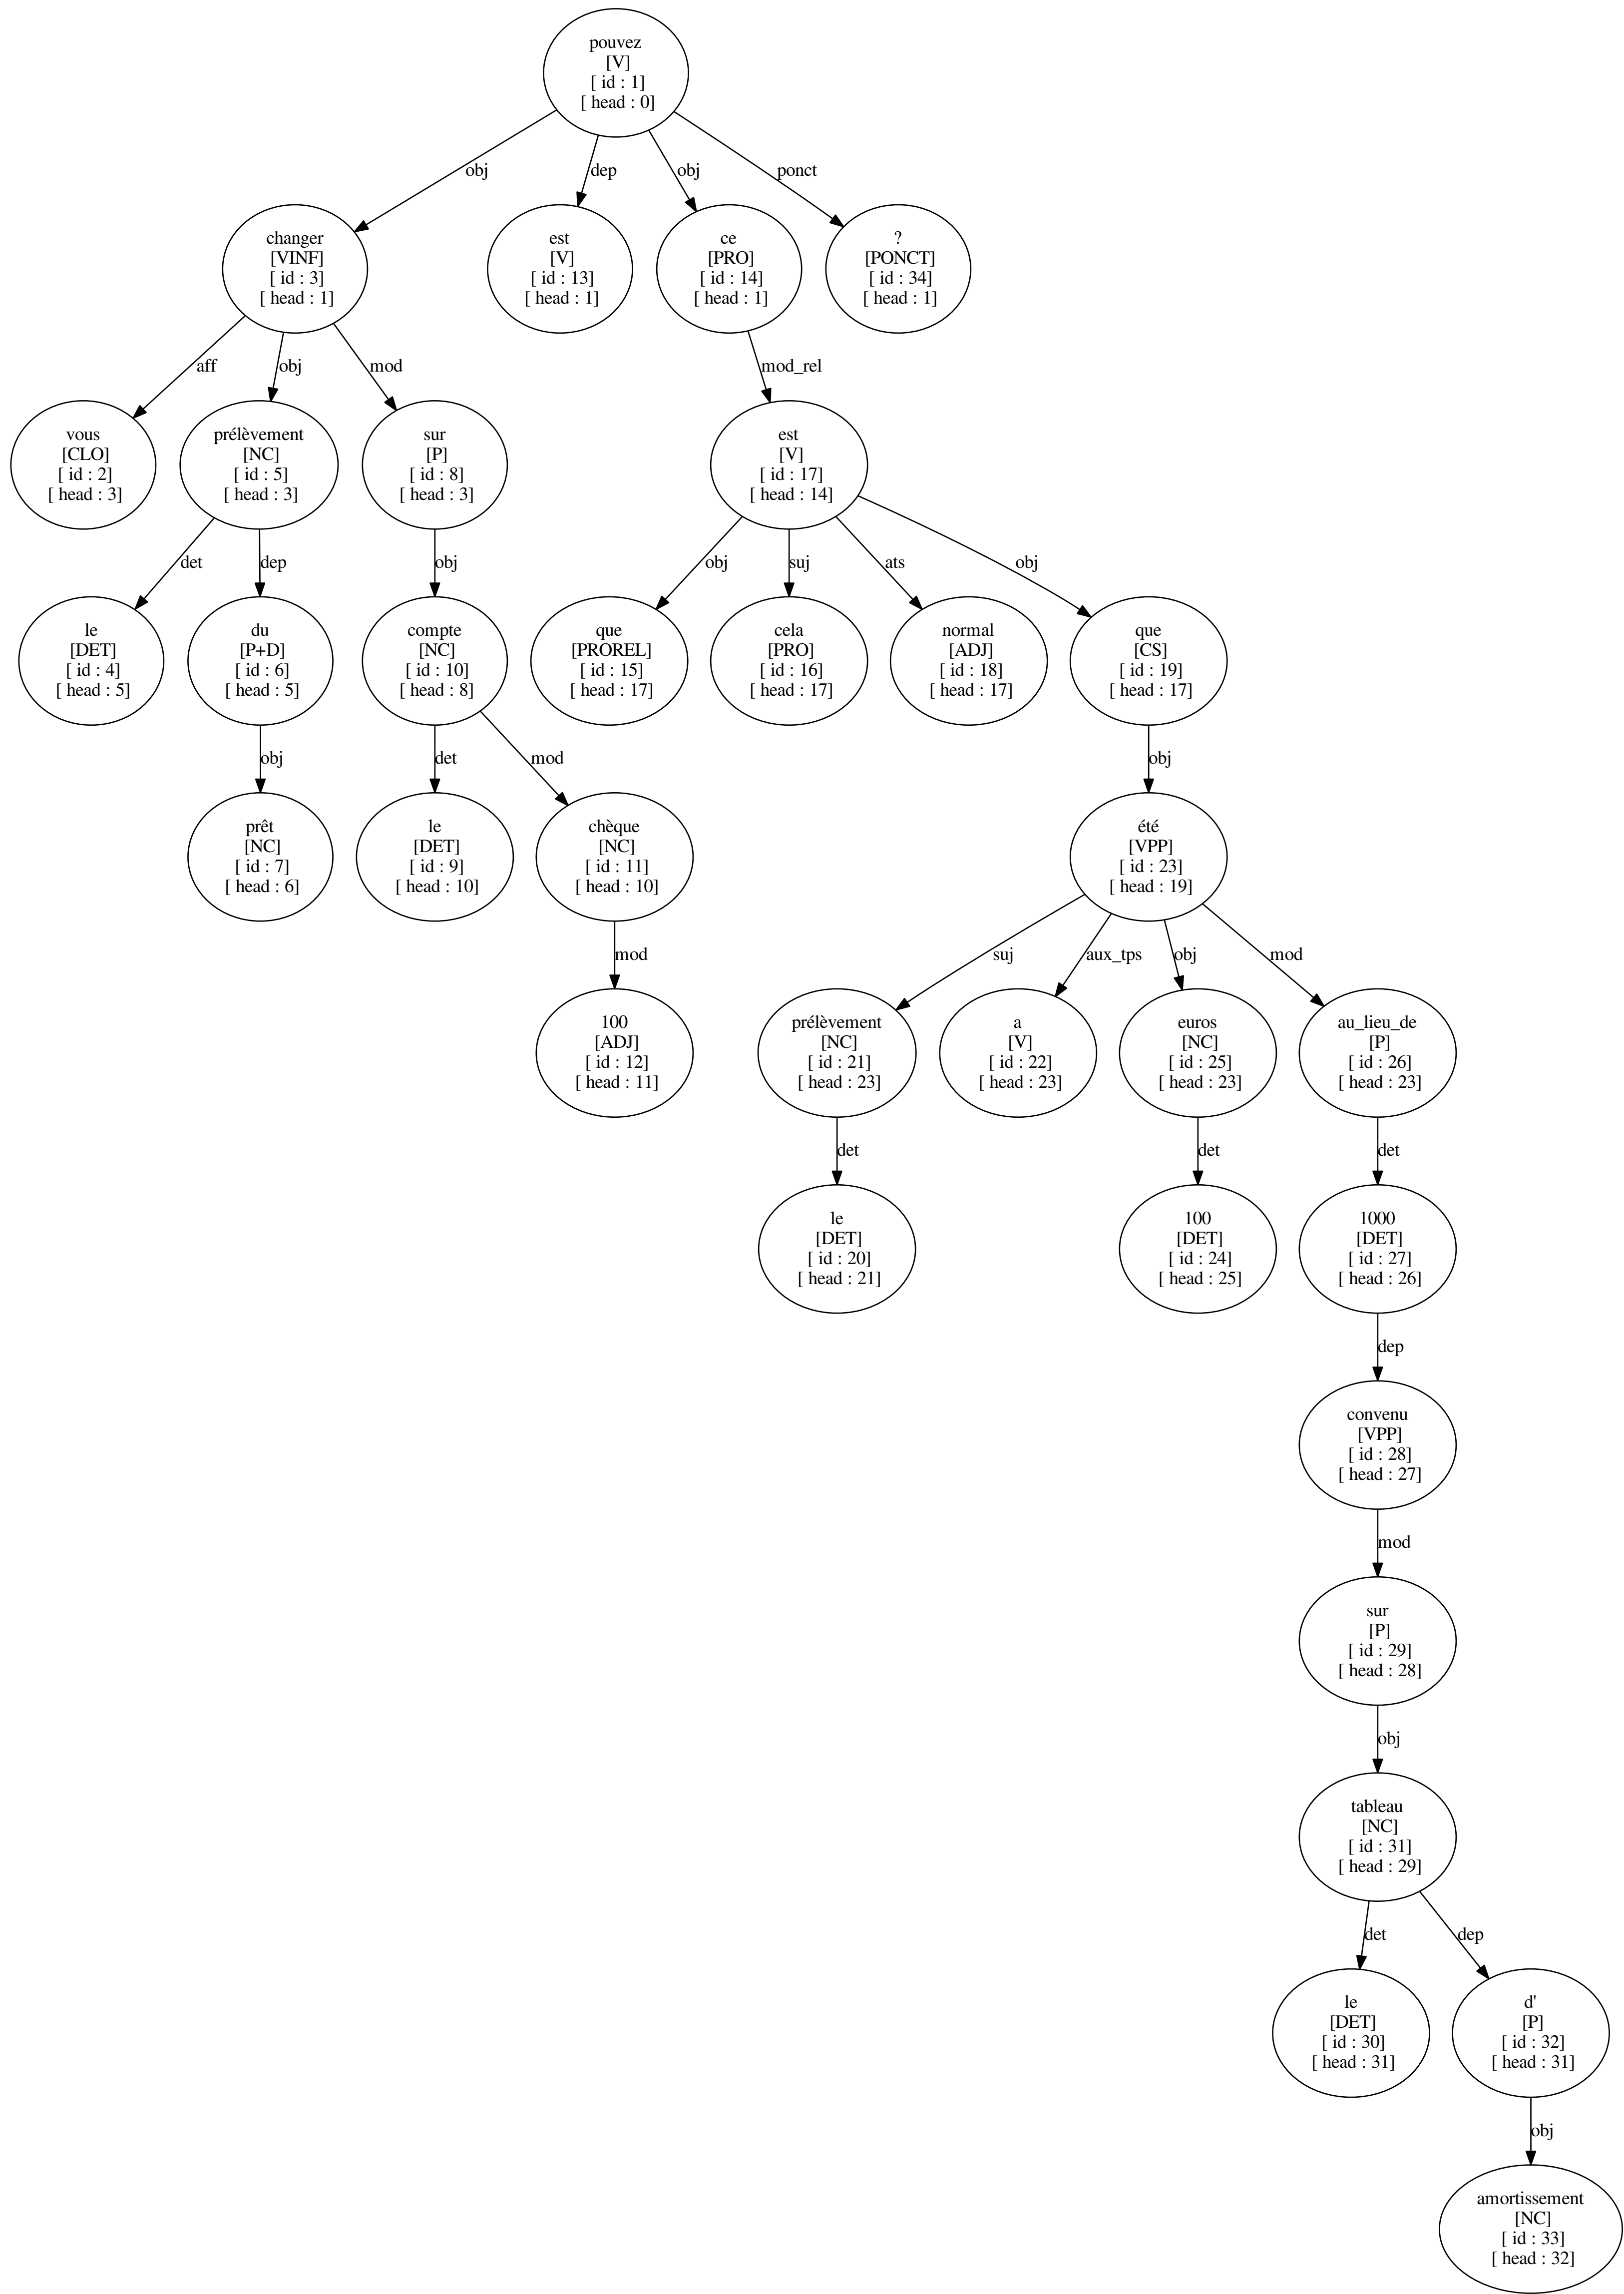 pouvez
[V]
[ id : 1]
[ head : 0]
obj
dep
obj
ponct
changer
[VINF]
[ id : 3]
[ head : 1]
est
[V]
[ id : 13]
[ head : 1]
ce
[PRO]
[ id : 14]
[ head : 1]
?
[PONCT]
[ id : 34]
[ head : 1]
aff
obj
mod
mod_rel
vous
[CLO]
[ id : 2]
[ head : 3]
prélèvement
[NC]
[ id : 5]
[ head : 3]
sur
[P]
[ id : 8]
[ head : 3]
est
[V]
[ id : 17]
[ head : 14]
det
dep
obj
obj
suj
ats
obj
le
[DET]
[ id : 4]
[ head : 5]
du
[P+D]
[ id : 6]
[ head : 5]
compte
[NC]
[ id : 10]
[ head : 8]
que
[PROREL]
[ id : 15]
[ head : 17]
cela
[PRO]
[ id : 16]
[ head : 17]
normal
[ADJ]
[ id : 18]
[ head : 17]
que
[CS]
[ id : 19]
[ head : 17]
obj
det
mod
obj
prêt
[NC]
[ id : 7]
[ head : 6]
le
[DET]
[ id : 9]
[ head : 10]
chèque
[NC]
[ id : 11]
[ head : 10]
été
[VPP]
[ id : 23]
[ head : 19]
mod
suj
aux_tps
obj
mod
100
[ADJ]
[ id : 12]
[ head : 11]
prélèvement
[NC]
[ id : 21]
[ head : 23]
a
[V]
[ id : 22]
[ head : 23]
euros
[NC]
[ id : 25]
[ head : 23]
au_lieu_de
[P]
[ id : 26]
[ head : 23]
det
det
det
le
[DET]
[ id : 20]
[ head : 21]
100
[DET]
[ id : 24]
[ head : 25]
1000
[DET]
[ id : 27]
[ head : 26]
dep
convenu
[VPP]
[ id : 28]
[ head : 27]
mod
sur
[P]
[ id : 29]
[ head : 28]
obj
tableau
[NC]
[ id : 31]
[ head : 29]
det
dep
le
[DET]
[ id : 30]
[ head : 31]
d'
[P]
[ id : 32]
[ head : 31]
obj
amortissement
[NC]
[ id : 33]
[ head : 32]